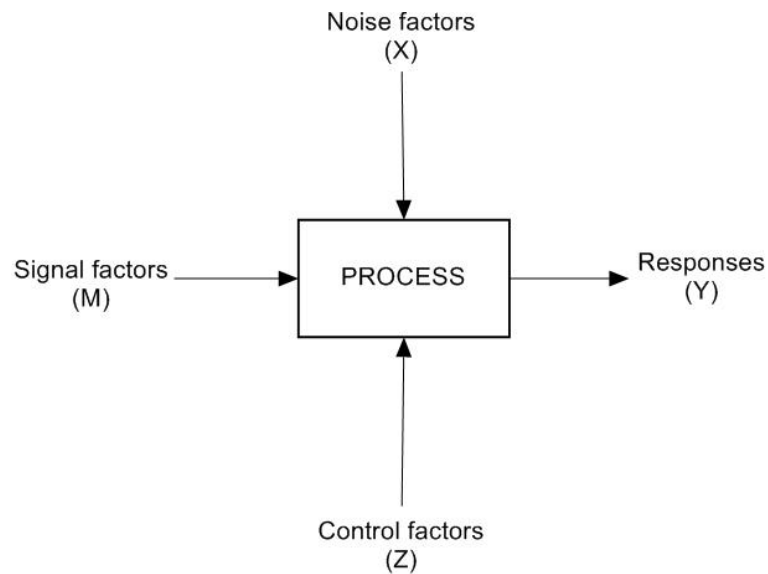 Noise factors
(X)
Signal factors
(M)
PROCESS
Responses
(Y)
Control factors
(Z)